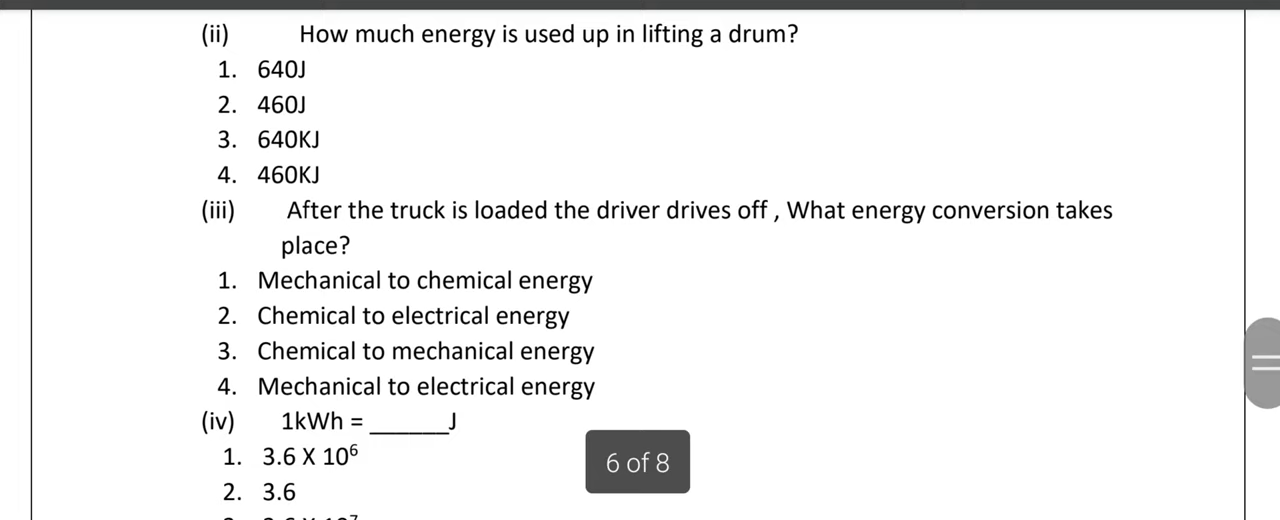 (ii) How much energy is used up in lifting a drum?
1. 640J
2. 460J
3. 640KJ
4. 460KJ
(iii) After the truck is loaded the driver drives off , What energy conversion takes
place?
1. Mechanical to chemical energy
2. Chemical to electrical energy
3. Chemical to mechanical energy
4. Mechanical to electrical energy
(iv) 1kWh = ______J
1. 3.6 X 10⁶
2. 3.6
6 of 8